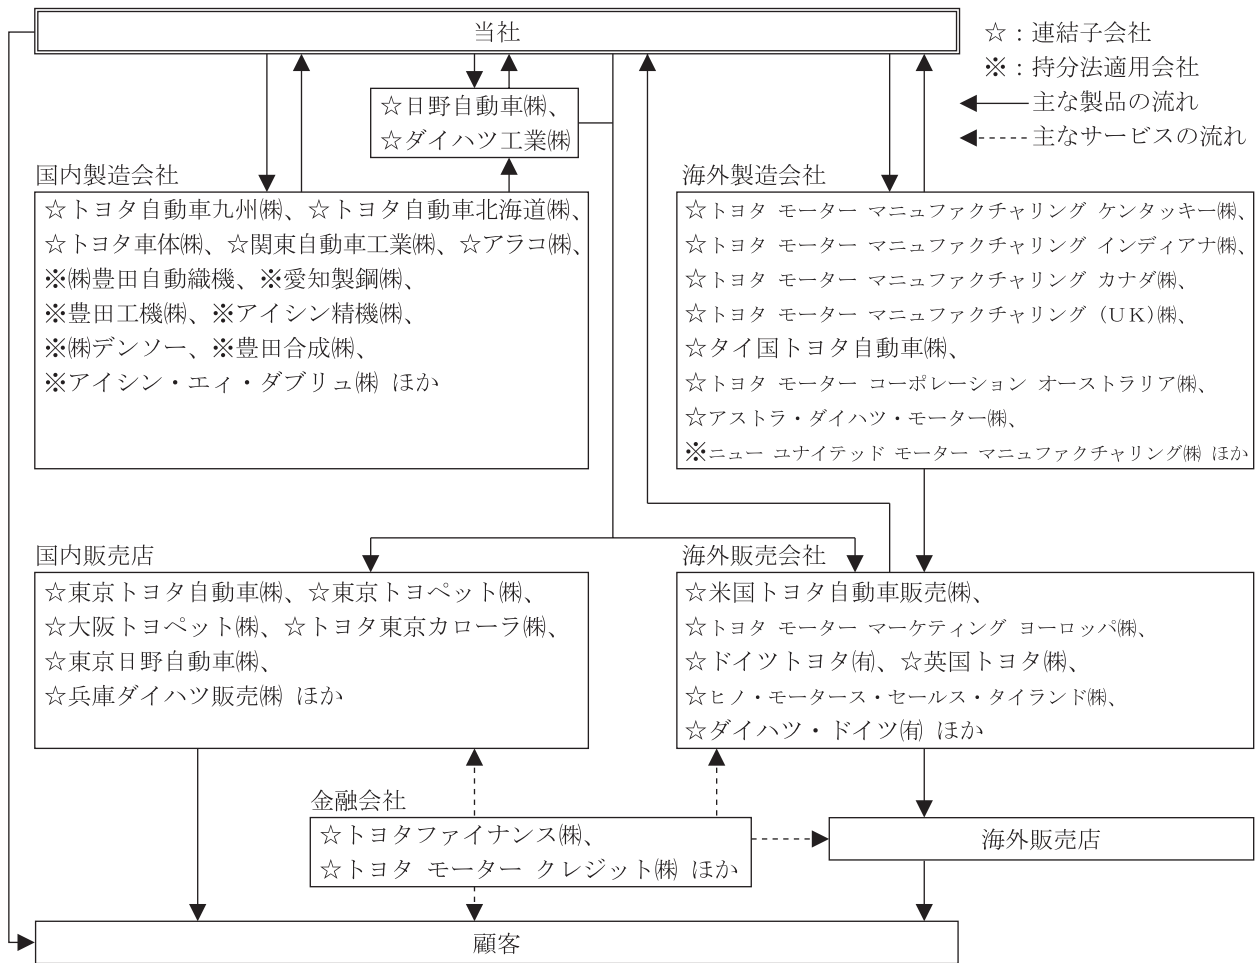 当社
☆：連結子会社
※：持分法適用会社
主な製品の流れ
主なサービスの流れ
☆日野自動車㈱、
☆ダイハツ工業㈱
国内製造会社
☆トヨタ自動車九州㈱、☆トヨタ自動車北海道㈱、
☆トヨタ車体㈱、☆関東自動車工業㈱、☆アラコ㈱、
※㈱豊田自動織機、※愛知製鋼㈱、
※豊田工機㈱、※アイシン精機㈱、
※㈱デンソー、※豊田合成㈱、
※アイシン・エィ・ダブリュ㈱ ほか
海外製造会社
☆トヨタ モーター マニュファクチャリング ケンタッキー㈱、
☆トヨタ モーター マニュファクチャリング インディアナ㈱、
☆トヨタ モーター マニュファクチャリング カナダ㈱、
☆トヨタ モーター マニュファクチャリング（ＵＫ）㈱、
☆タイ国トヨタ自動車㈱、
☆トヨタ モーター コーポレーション オーストラリア㈱、
☆アストラ・ダイハツ・モーター㈱、
※ニュー ユナイテッド モーター マニュファクチャリング㈱ ほか
国内販売店
☆東京トヨタ自動車㈱、☆東京トヨペット㈱、
☆大阪トヨペット㈱、☆トヨタ東京カローラ㈱、
☆東京日野自動車㈱、
☆兵庫ダイハツ販売㈱ ほか
海外販売会社
☆米国トヨタ自動車販売㈱、
☆トヨタ モーター マーケティング ヨーロッパ㈱、
☆ドイツトヨタ㈲、☆英国トヨタ㈱、
☆ヒノ・モータース・セールス・タイランド㈱、
☆ダイハツ・ドイツ㈲ ほか
金融会社
☆トヨタファイナンス㈱、
☆トヨタ モーター クレジット㈱ ほか
海外販売店
顧客